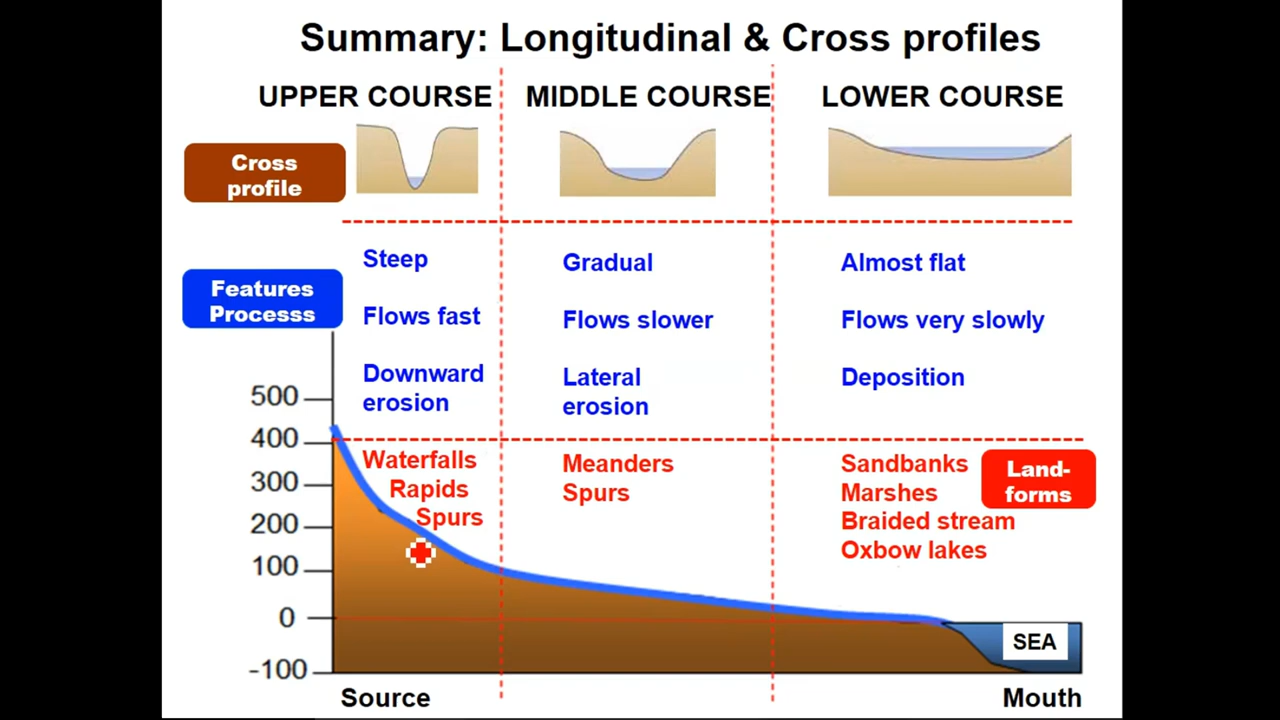 Summary: Longitudinal & Cross profiles
UPPER COURSE
MIDDLE COURSE
LOWER COURSE
Cross
profile
Features
Processs
Steep
Flows fast
Downward
erosion
Gradual
Flows slower
Lateral
erosion
Almost flat
Flows very slowly
Deposition
500
400
300
200
100
0
-100
Waterfalls
Rapids
Spurs
Meanders
Spurs
Sandbanks
Marshes
Braided stream
Oxbow lakes
Land-
forms
SEA
Source
Mouth